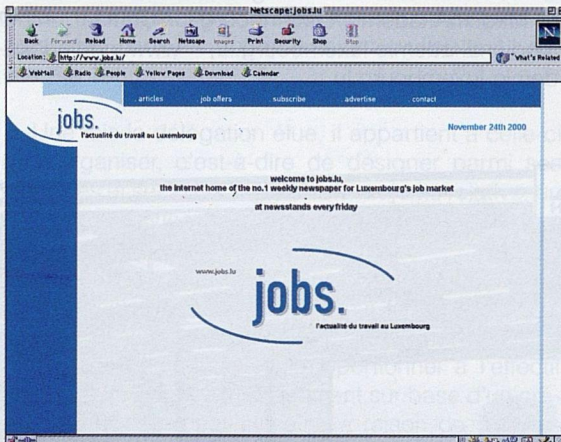 Netscape: jobs.lu
Back Forward Reload Home Search Netscape Images Print Security Shop Stop
N
Location: http://www.jobs.lu/ What's Related
WebMail Radio People Yellow Pages Download Calendar
articles job offers subscribe advertise contact
jobs.
l'actualité du travail au Luxembourg
November 24th 2000
welcome to jobs.lu,
the Internet home of the no.1 weekly newspaper for Luxembourg's job market
at newsstands every friday
www.jobs.lu
jobs.
l'actualité du travail au Luxembourg